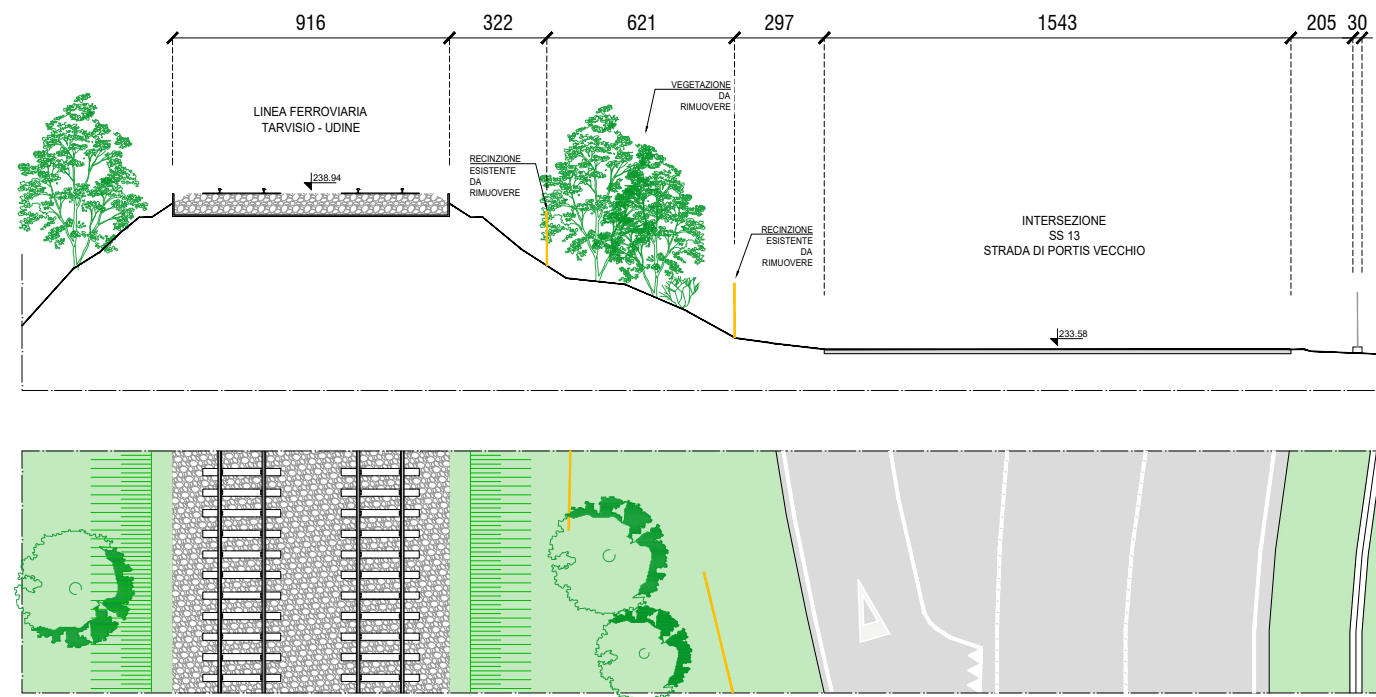 916 322 621 297 1543 205 30
VEGETAZIONE
DA
RIMUOVERE
LINEA FERROVIARIA
TARVISIO - UDINE
RECINZIONE
ESISTENTE
DA
RIMUOVERE
238.94
INTERSEZIONE
SS 13
STRADA DI PORTIS VECCHIO
RECINZIONE
ESISTENTE
DA
RIMUOVERE
233.58